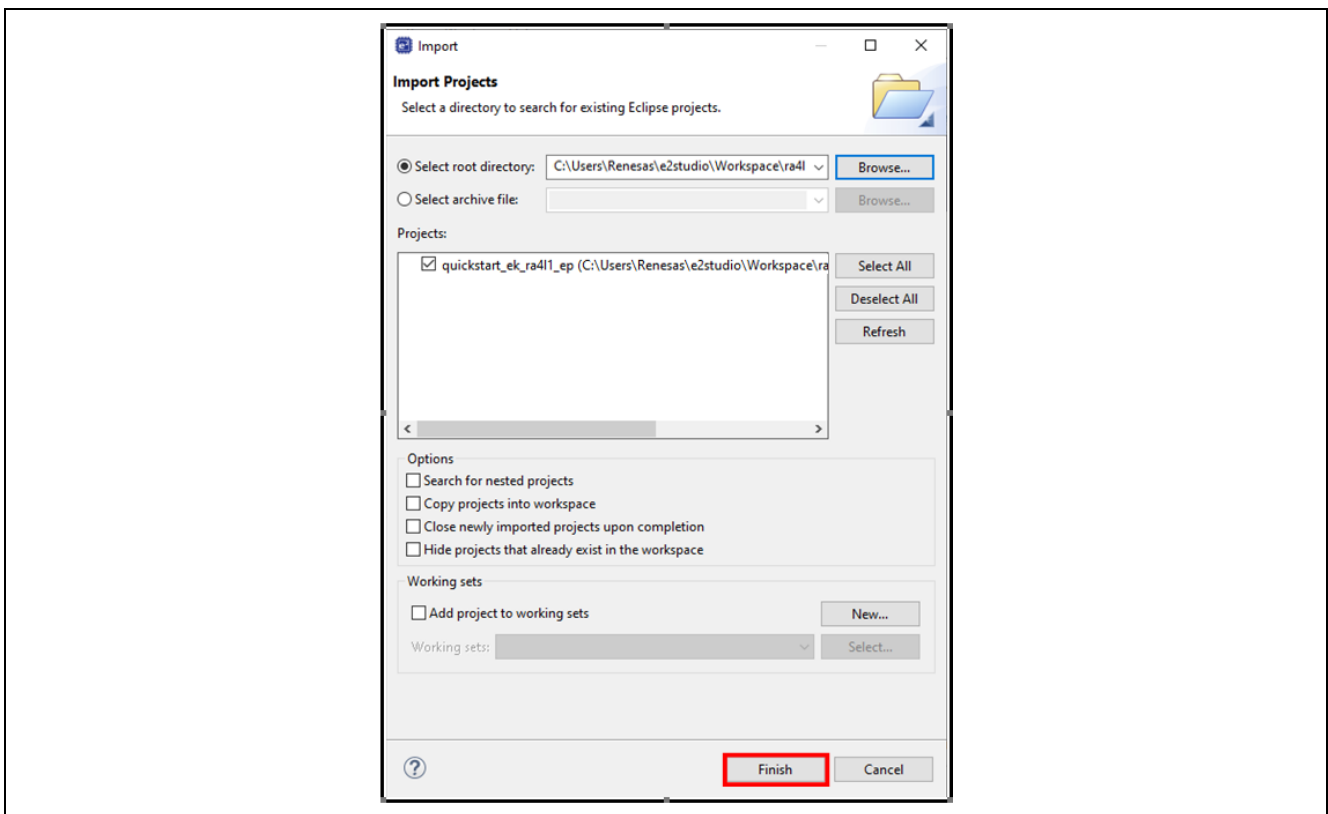 Import
Import Projects
Select a directory to search for existing Eclipse projects.
Select root directory: C:\Users\Renesas\e2studio\Workspace\ra4l Browse...
Select archive file: Browse...
Projects:
quickstart_ek_ra4l1_ep (C:\Users\Renesas\e2studio\Workspace\ra Select All
Deselect All
Refresh
Options
Search for nested projects
Copy projects into workspace
Close newly imported projects upon completion
Hide projects that already exist in the workspace
Working sets
Add project to working sets New...
Working sets: Select...
? Finish Cancel